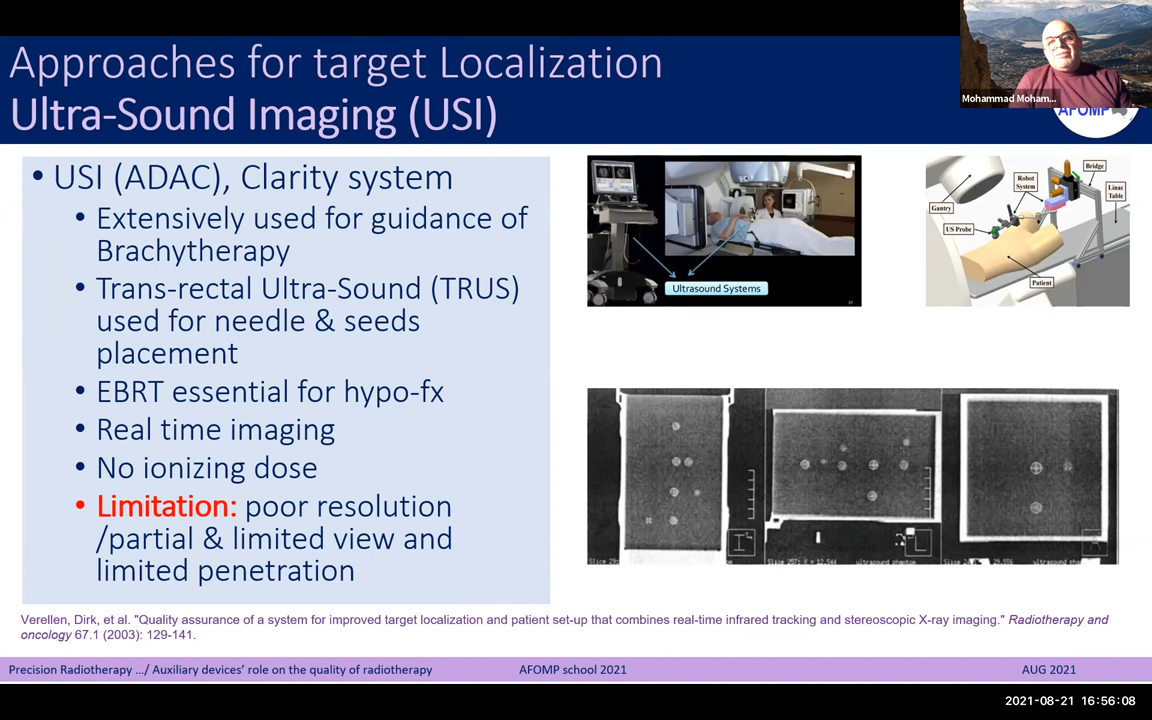 Approaches for target Localization
Ultra-Sound Imaging (USI)
Mohammad Moham...
AFOMP
• USI (ADAC), Clarity system
• Extensively used for guidance of
Brachytherapy
• Trans-rectal Ultra-Sound (TRUS)
used for needle & seeds
placement
• EBRT essential for hypo-fx
• Real time imaging
• No ionizing dose
• Limitation: poor resolution
/partial & limited view and
limited penetration
Ultrasound Systems
Bridge
Robot
System
Linac
Table
Gantry
US Probe
Patient
ultrasound phantom
Verellen, Dirk, et al. "Quality assurance of a system for improved target localization and patient set-up that combines real-time infrared tracking and stereoscopic X-ray imaging." Radiotherapy and
oncology 67.1 (2003): 129-141.
Precision Radiotherapy .../ Auxiliary devices' role on the quality of radiotherapy
AFOMP school 2021
AUG 2021
2021-08-21 16:56:08